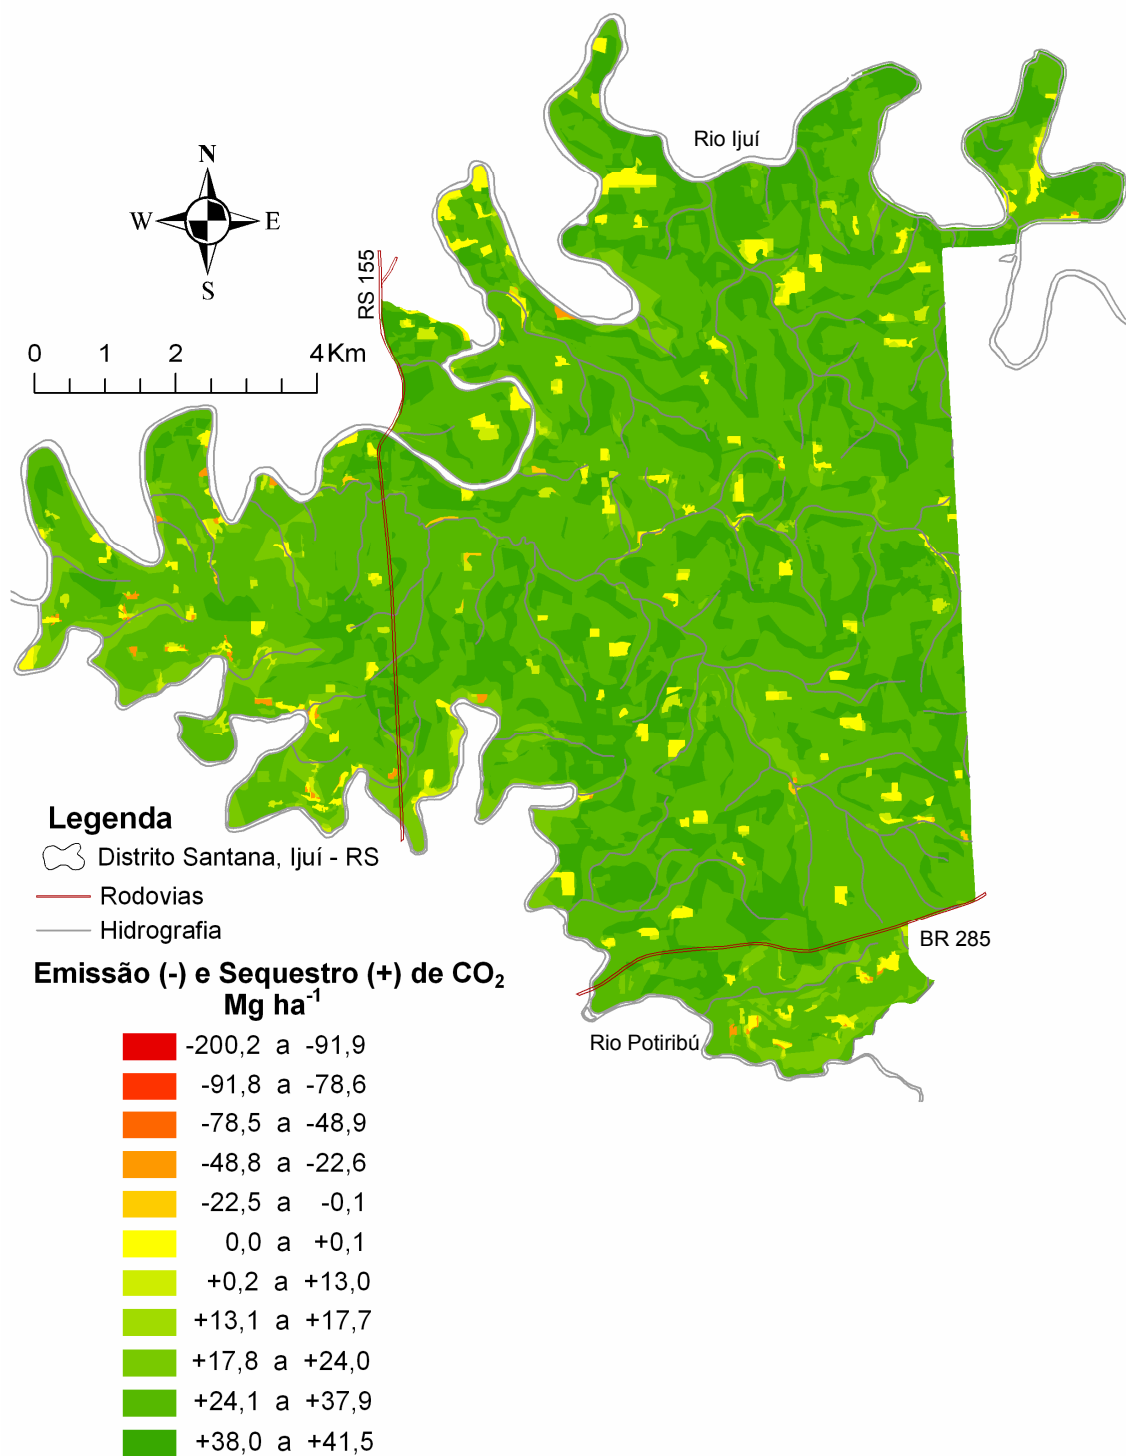 Rio Ijuí
N
W E
S
RS 155
0 1 2 4 Km
Legenda
Distrito Santana, Ijuí - RS
Rodovias
Hidrografia
BR 285
Rio Potiribú
Emissão (-) e Sequestro (+) de CO₂
Mg ha⁻¹
-200,2 a -91,9
-91,8 a -78,6
-78,5 a -48,9
-48,8 a -22,6
-22,5 a -0,1
0,0 a +0,1
+0,2 a +13,0
+13,1 a +17,7
+17,8 a +24,0
+24,1 a +37,9
+38,0 a +41,5